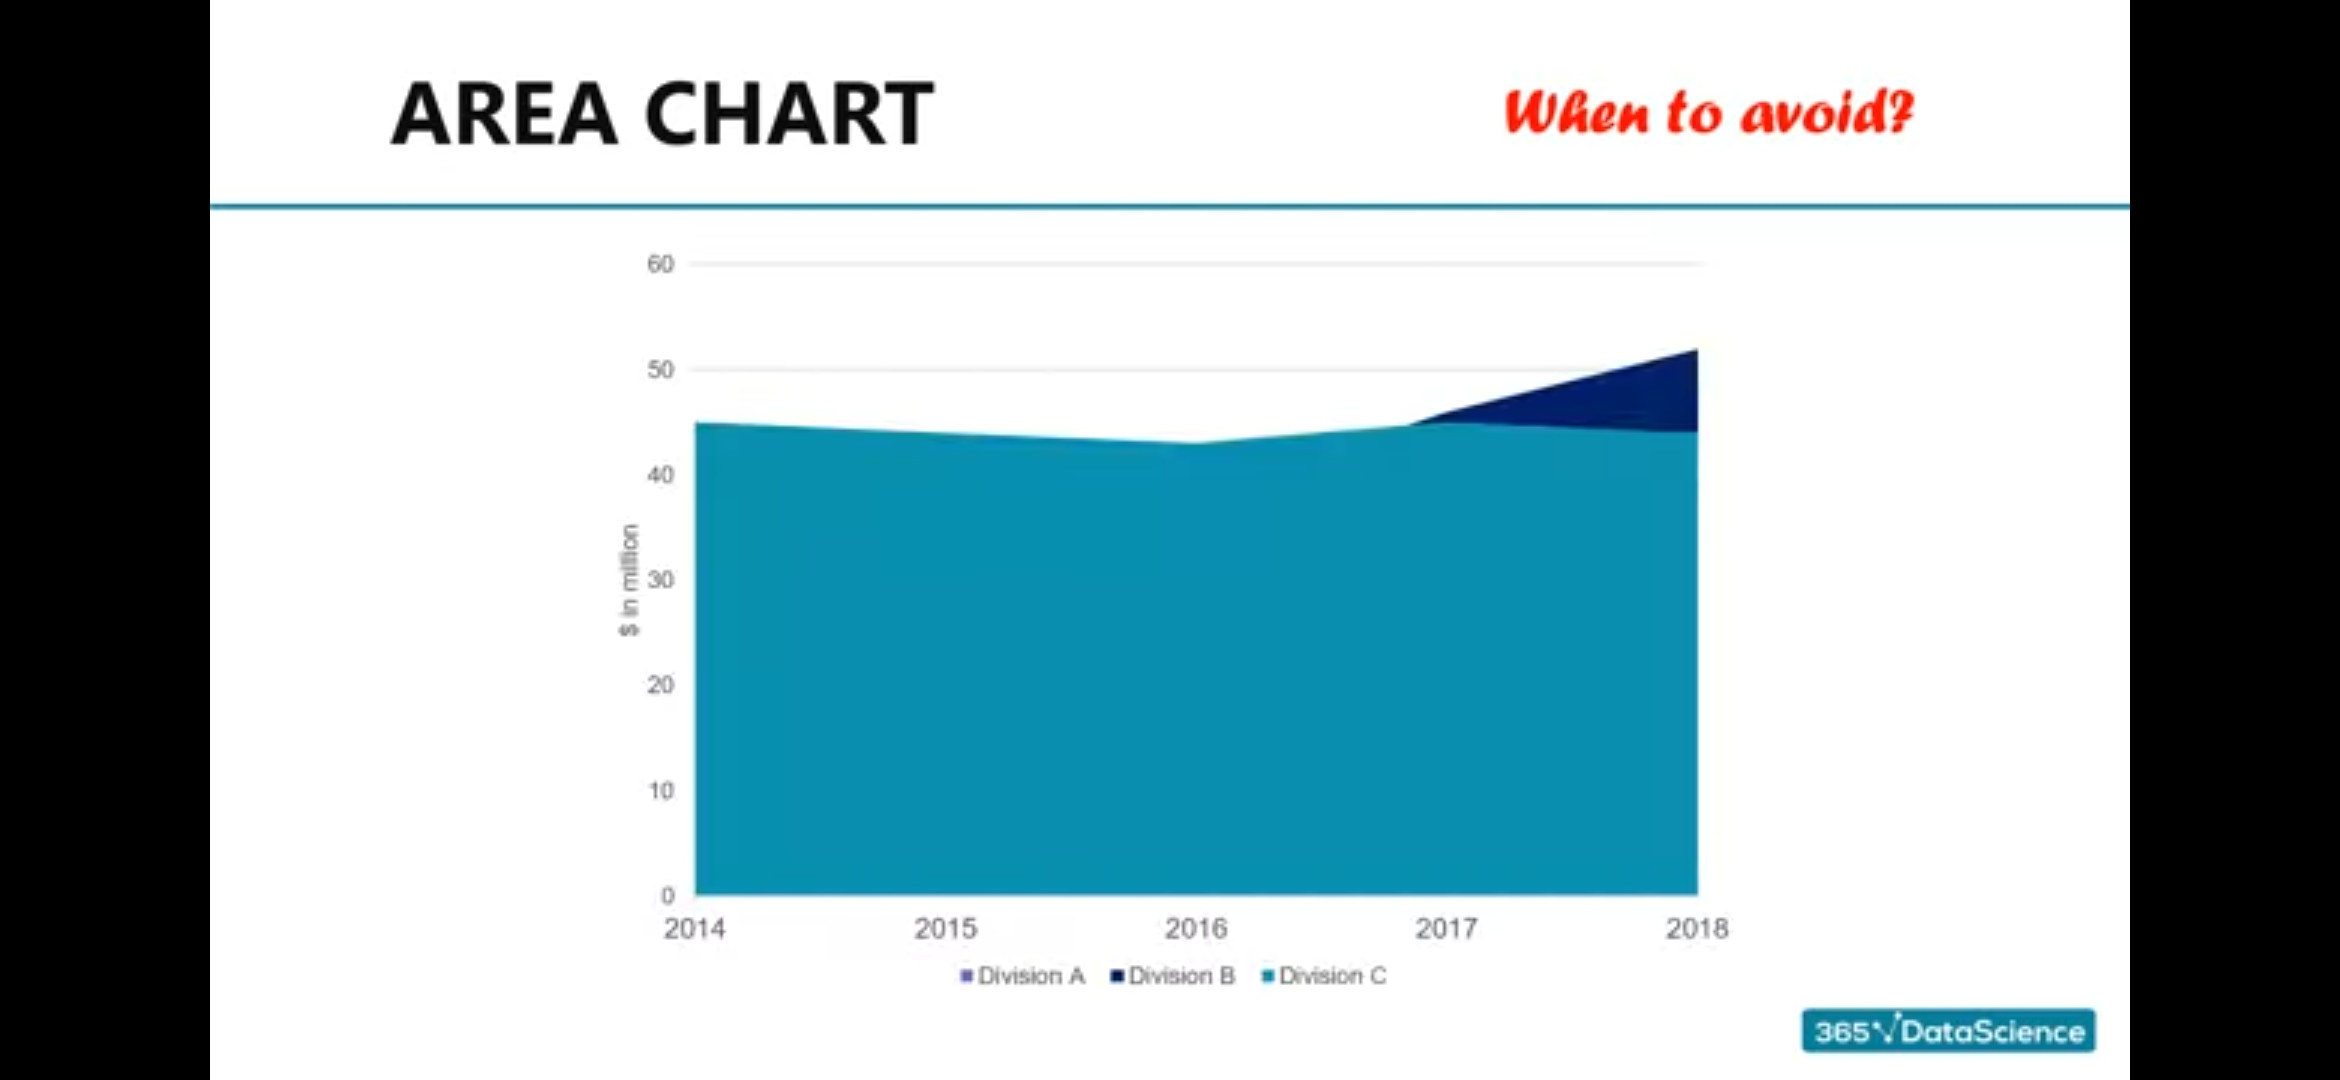 AREA CHART
When to avoid?
60
50
40
30
20
10
0
$ in million
2014 2015 2016 2017 2018
Division A Division B Division C
365 DataScience